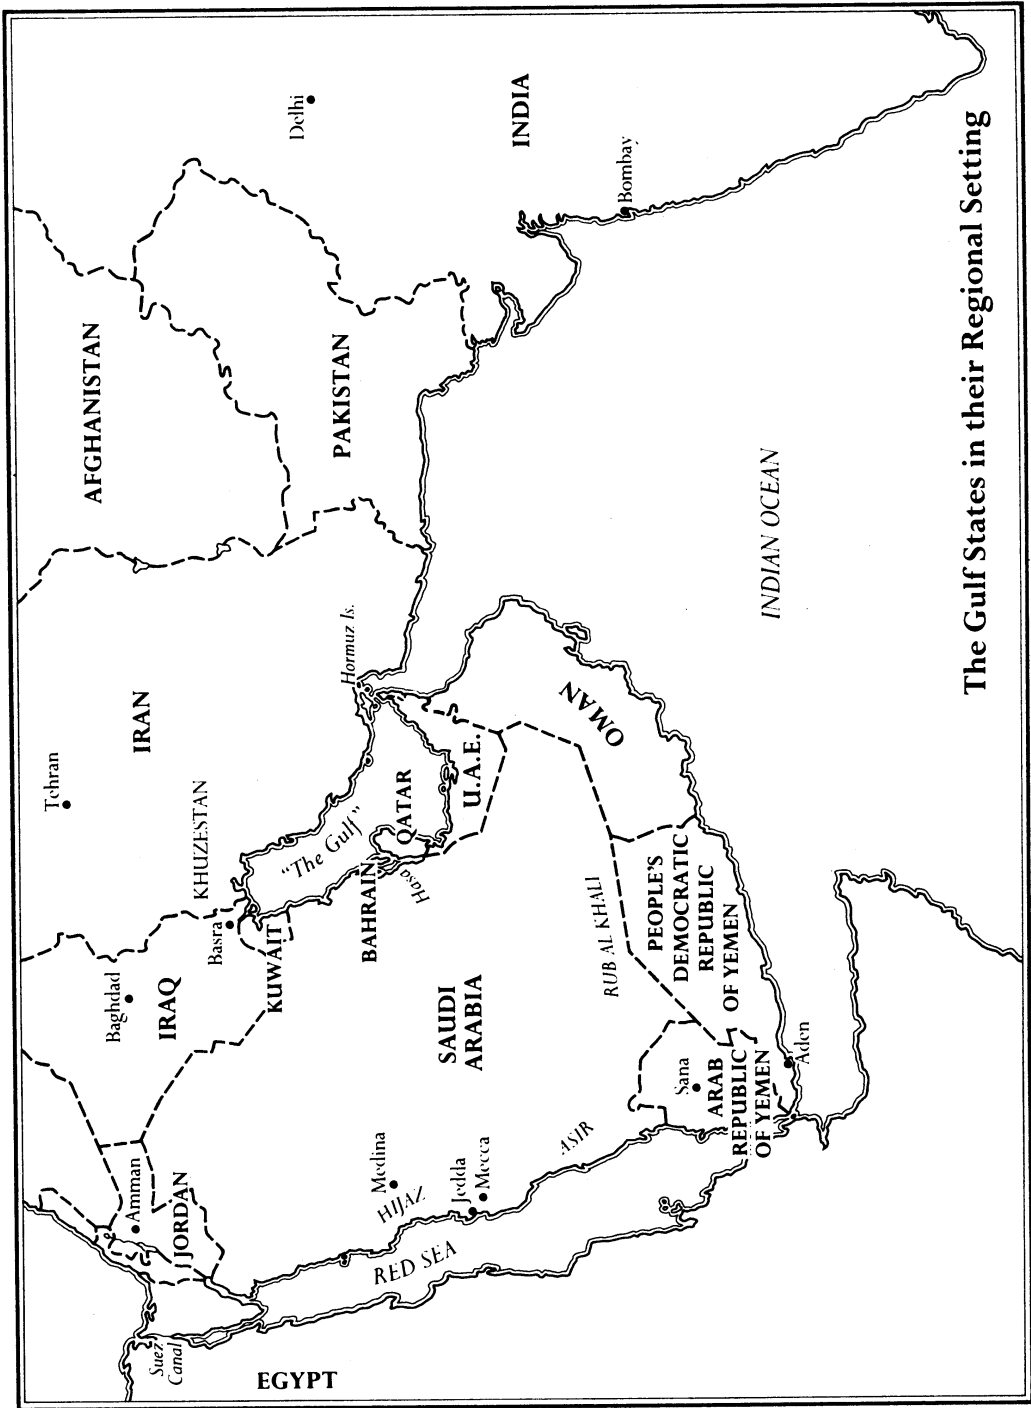 AFGHANISTAN
Tehran
IRAN
Baghdad
IRAQ
Amman
JORDAN
Suez
Canal
EGYPT
Delhi
PAKISTAN
Hormuz Is.
KHUZESTAN
Basra
KUWAIT
"The Gulf"
BAHRAIN
QATAR
Hasa
U.A.E.
SAUDI
ARABIA
Medina
HIJAZ
Jedda
Mecca
RED SEA
INDIA
Bombay
OMAN
RUB AL KHALI
ASIR
PEOPLE'S
DEMOCRATIC
REPUBLIC
OF YEMEN
Sana
ARAB
REPUBLIC
OF YEMEN
Aden
INDIAN OCEAN
The Gulf States in their Regional Setting